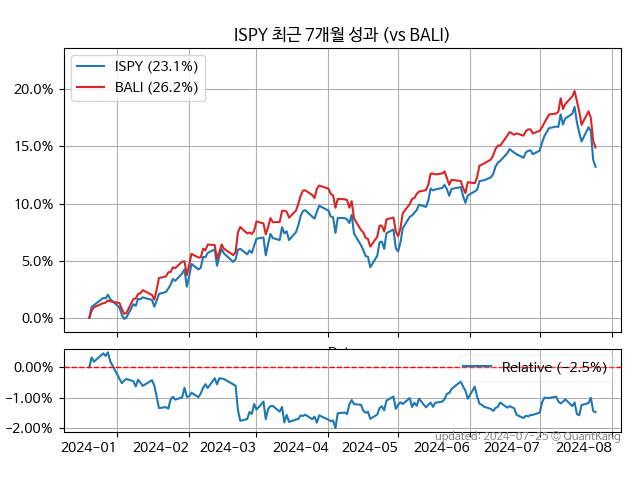 ISPY 최근 7개월 성과 (vs BALI)
ISPY (23.1%)
BALI (26.2%)
20.0%
15.0%
10.0%
5.0%
0.0%
Relative (−2.5%)
0.00%
−1.00%
−2.00%
updated: 2024-07-25 © QuantKang
2024-01 2024-02 2024-03 2024-04 2024-05 2024-06 2024-07 2024-08